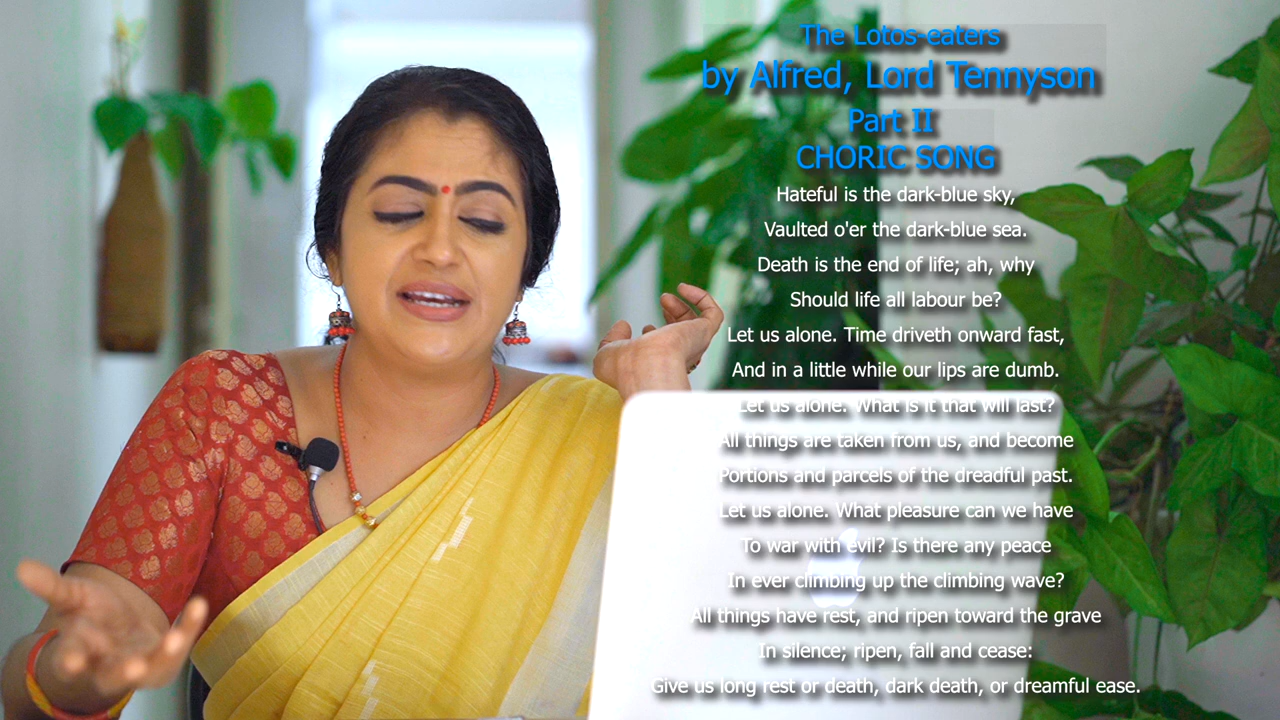 The Lotos-eaters
by Alfred, Lord Tennyson
Part II
CHORIC SONG
Hateful is the dark-blue sky,
Vaulted o'er the dark-blue sea.
Death is the end of life; ah, why
Should life all labour be?
Let us alone. Time driveth onward fast,
And in a little while our lips are dumb.
Let us alone. What is it that will last?
All things are taken from us, and become
Portions and parcels of the dreadful past.
Let us alone. What pleasure can we have
To war with evil? Is there any peace
In ever climbing up the climbing wave?
All things have rest, and ripen toward the grave
In silence; ripen, fall and cease:
Give us long rest or death, dark death, or dreamful ease.